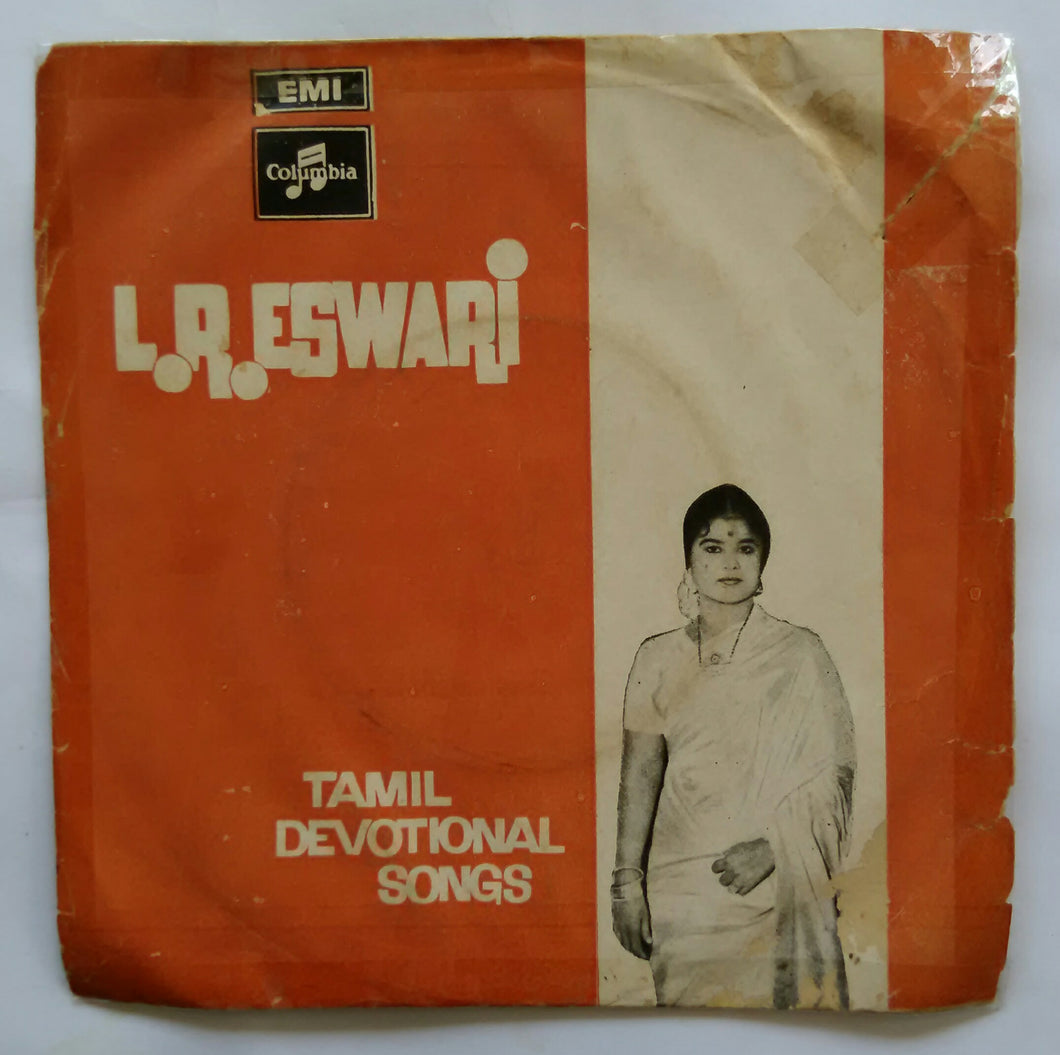 EMI
Columbia
L.R.ESWARi
TAMIL
DEVOTIONAL
SONGS